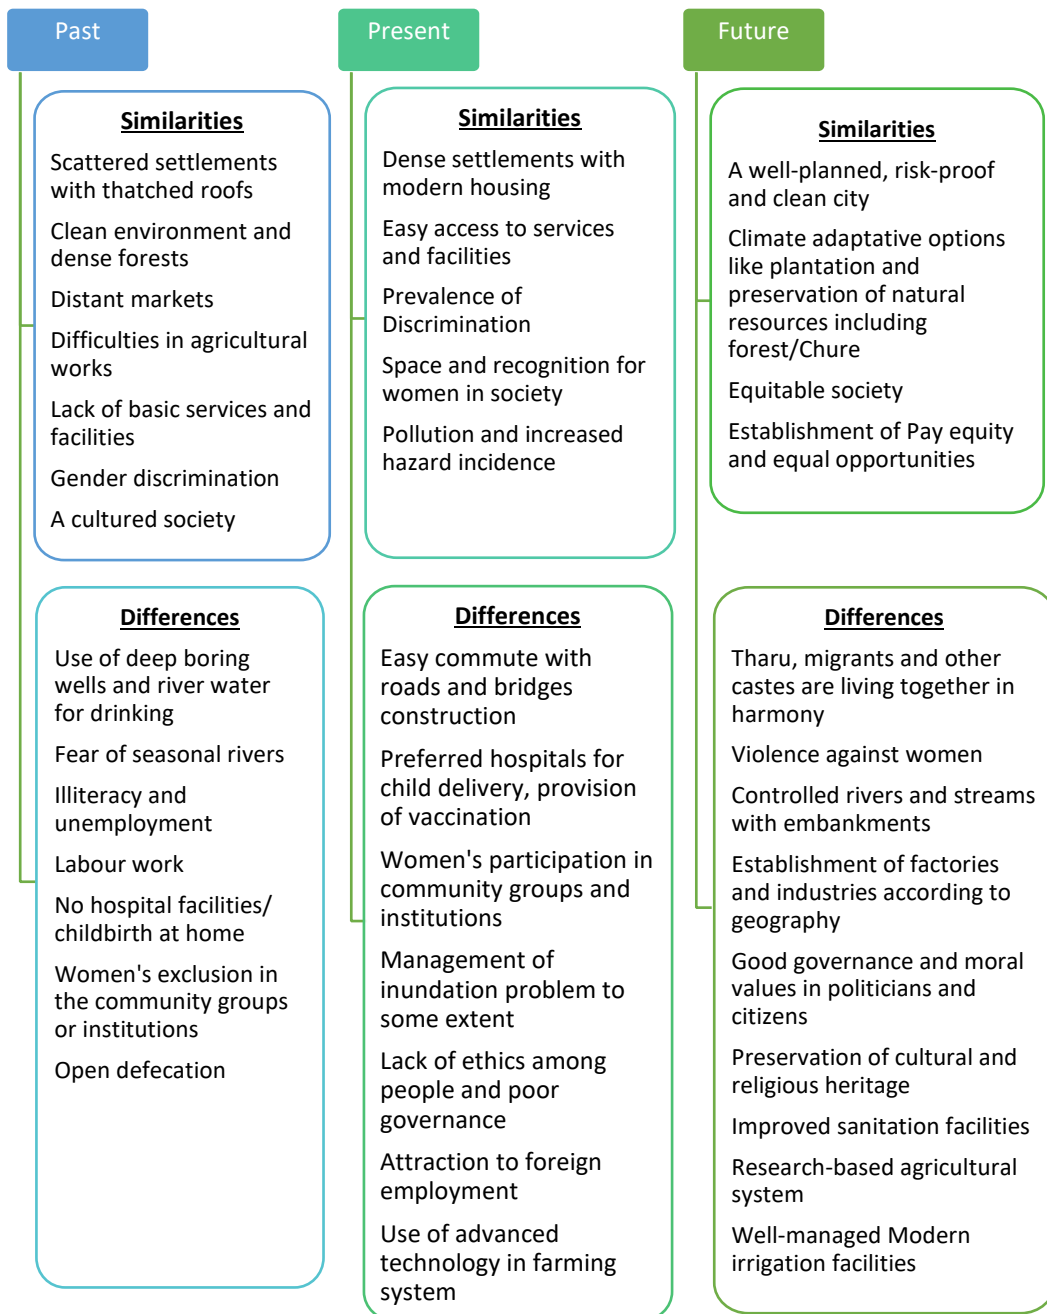 Past
Similarities
Scattered settlements
with thatched roofs
Clean environment and
dense forests
Distant markets
Difficulties in agricultural
works
Lack of basic services and
facilities
Gender discrimination
A cultured society
Differences
Use of deep boring
wells and river water
for drinking
Fear of seasonal rivers
Illiteracy and
unemployment
Labour work
No hospital facilities/
childbirth at home
Women's exclusion in
the community groups
or institutions
Open defecation
Present
Similarities
Dense settlements with
modern housing
Easy access to services
and facilities
Prevalence of
Discrimination
Space and recognition for
women in society
Pollution and increased
hazard incidence
Differences
Easy commute with
roads and bridges
construction
Preferred hospitals for
child delivery, provision
of vaccination
Women's participation in
community groups and
institutions
Management of
inundation problem to
some extent
Lack of ethics among
people and poor
governance
Attraction to foreign
employment
Use of advanced
technology in farming
system
Future
Similarities
A well-planned, risk-proof
and clean city
Climate adaptative options
like plantation and
preservation of natural
resources including
forest/Chure
Equitable society
Establishment of Pay equity
and equal opportunities
Differences
Tharu, migrants and other
castes are living together in
harmony
Violence against women
Controlled rivers and streams
with embankments
Establishment of factories
and industries according to
geography
Good governance and moral
values in politicians and
citizens
Preservation of cultural and
religious heritage
Improved sanitation facilities
Research-based agricultural
system
Well-managed Modern
irrigation facilities